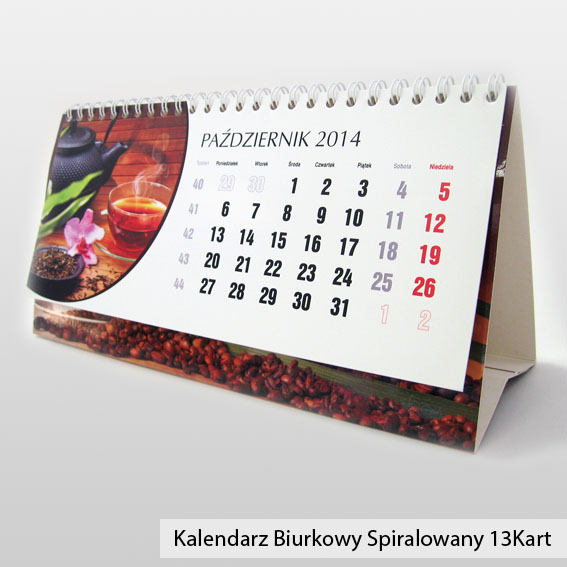 PAŹDZIERNIK 2014
Tydzień Poniedziałek Wtorek Środa Czwartek Piątek Sobota Niedziela
40 29 30 1 2 3 4 5
41 6 7 8 9 10 11 12
42 13 14 15 16 17 18 19
43 20 21 22 23 24 25 26
44 27 28 29 30 31 1 2
Kalendarz Biurkowy Spiralowany 13Kart